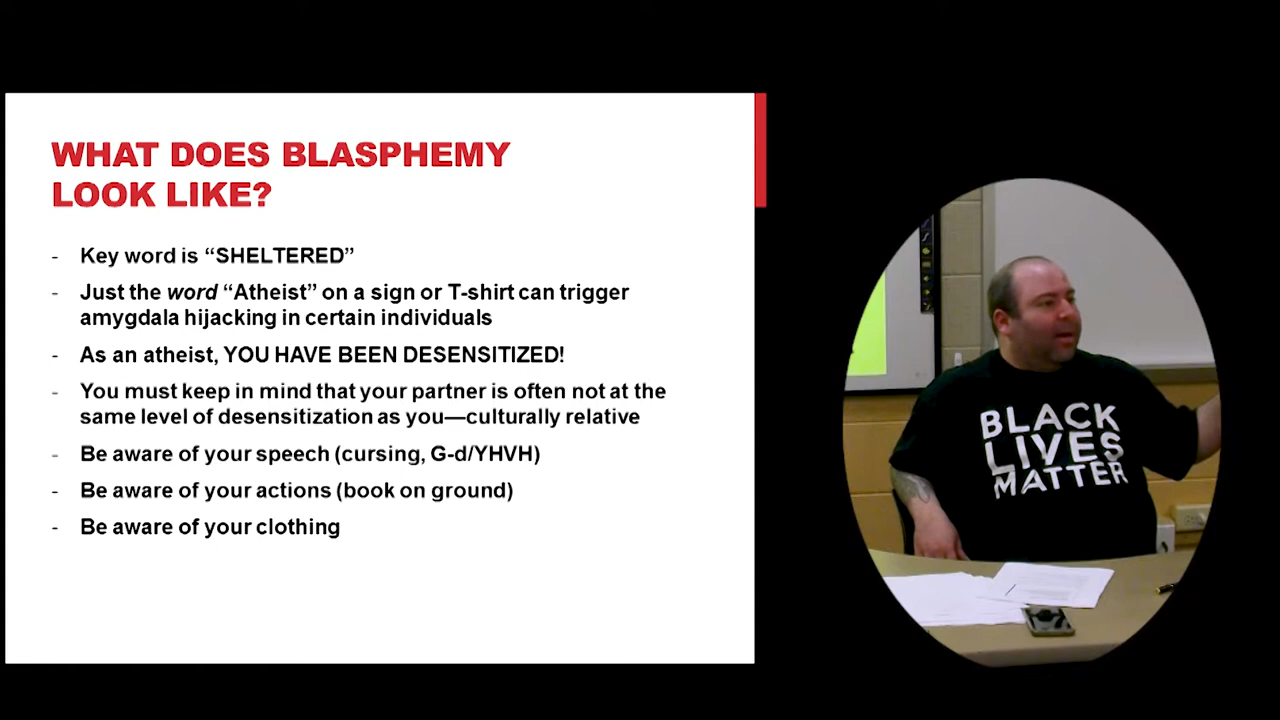 WHAT DOES BLASPHEMY
LOOK LIKE?
- Key word is “SHELTERED”
- Just the word “Atheist” on a sign or T-shirt can trigger
amygdala hijacking in certain individuals
- As an atheist, YOU HAVE BEEN DESENSITIZED!
- You must keep in mind that your partner is often not at the
same level of desensitization as you—culturally relative
- Be aware of your speech (cursing, G-d/YHVH)
- Be aware of your actions (book on ground)
- Be aware of your clothing
BLACK
LIVES
MATTER